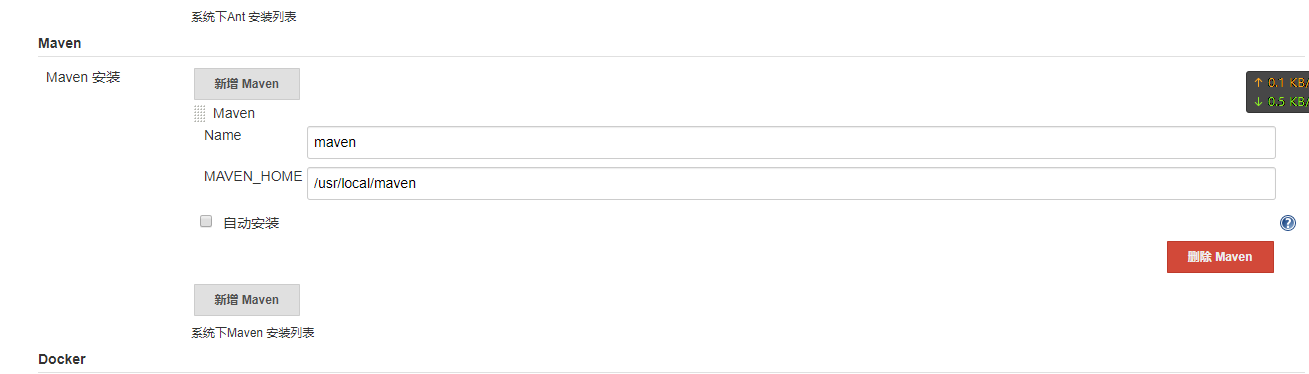 系统下Ant 安装列表
Maven
Maven 安装
新增 Maven
↑ 0.1 KB/
↓ 0.5 KB/
Maven
Name
maven
MAVEN_HOME
/usr/local/maven
自动安装
?
删除 Maven
新增 Maven
系统下Maven 安装列表
Docker